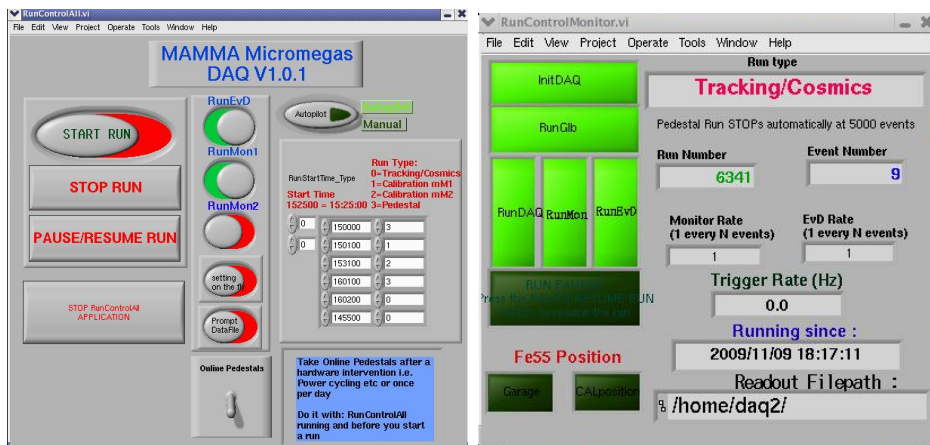 RunControlAll.vi
File Edit View Project Operate Tools Window Help
MAMMA Micromegas
DAQ V1.0.1
START RUN
STOP RUN
PAUSE/RESUME RUN
STOP RunControlAll
APPLICATION
RunEvD
RunMon1
RunMon2
setting
on the fly
Prompt
DataFile
Online Pedestals
Autopilot
Manual
Run Type:
0=Tracking/Cosmics
1=Calibration mM1
2=Calibration mM2
3=Pedestal
RunStartTime_Type
Start Time
152500 = 15:25:00
0
0
150000 3
150100 1
153100 2
160100 3
160200 0
145500 0
Take Online Pedestals after a
hardware intervention i.e.
Power cycling etc or once
per day
Do it with: RunControlAll
running and before you start
a run
RunControlMonitor.vi
File Edit View Project Operate Tools Window Help
InitDAQ
RunGlb
RunDAQ RunMon RunEvD
RUN PAUSED
Fe55 Position
Garage CALposition
Run type
Tracking/Cosmics
Pedestal Run STOPs automatically at 5000 events
Run Number Event Number
6341 9
Monitor Rate EvD Rate
(1 every N events) (1 every N events)
1 1
Trigger Rate (Hz)
0.0
Running since :
2009/11/09 18:17:11
Readout Filepath :
/home/daq2/